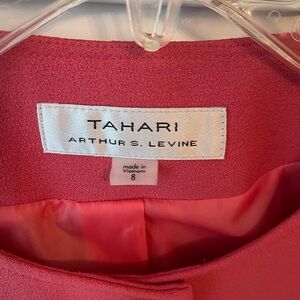 TAHARI
ARTHUR S. LEVINE
made in
Vietnam
8